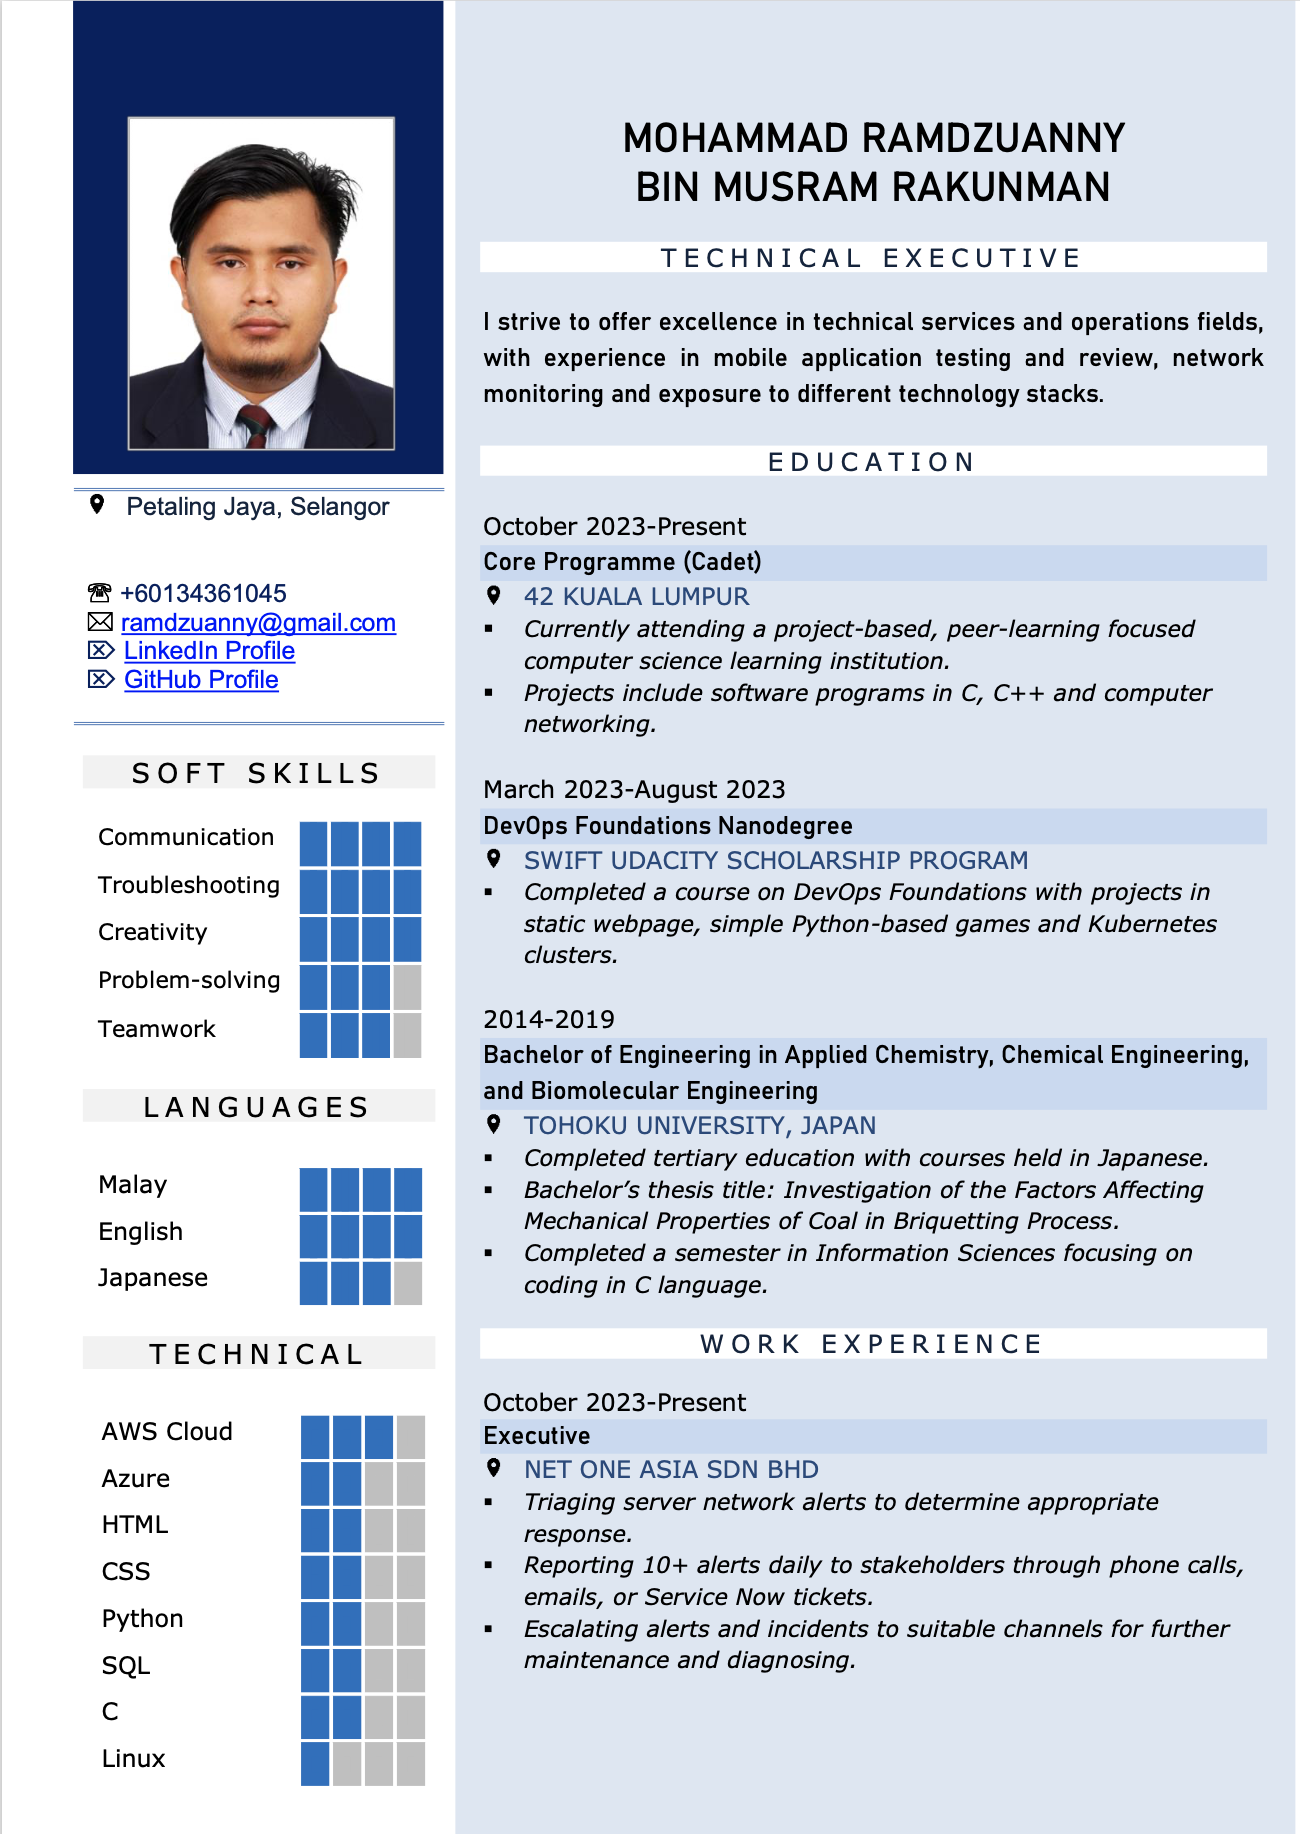 Petaling Jaya, Selangor
+60134361045
ramdzuanny@gmail.com
LinkedIn Profile
GitHub Profile
SOFT SKILLS
Communication
Troubleshooting
Creativity
Problem-solving
Teamwork
LANGUAGES
Malay
English
Japanese
TECHNICAL
AWS Cloud
Azure
HTML
CSS
Python
SQL
C
Linux
MOHAMMAD RAMDZUANNY
BIN MUSRAM RAKUNMAN
TECHNICAL EXECUTIVE
I strive to offer excellence in technical services and operations fields,
with experience in mobile application testing and review, network
monitoring and exposure to different technology stacks.
EDUCATION
October 2023-Present
Core Programme (Cadet)
42 KUALA LUMPUR
▪ Currently attending a project-based, peer-learning focused
computer science learning institution.
▪ Projects include software programs in C, C++ and computer
networking.
March 2023-August 2023
DevOps Foundations Nanodegree
SWIFT UDACITY SCHOLARSHIP PROGRAM
▪ Completed a course on DevOps Foundations with projects in
static webpage, simple Python-based games and Kubernetes
clusters.
2014-2019
Bachelor of Engineering in Applied Chemistry, Chemical Engineering,
and Biomolecular Engineering
TOHOKU UNIVERSITY, JAPAN
▪ Completed tertiary education with courses held in Japanese.
▪ Bachelor’s thesis title: Investigation of the Factors Affecting
Mechanical Properties of Coal in Briquetting Process.
▪ Completed a semester in Information Sciences focusing on
coding in C language.
WORK EXPERIENCE
October 2023-Present
Executive
NET ONE ASIA SDN BHD
▪ Triaging server network alerts to determine appropriate
response.
▪ Reporting 10+ alerts daily to stakeholders through phone calls,
emails, or Service Now tickets.
▪ Escalating alerts and incidents to suitable channels for further
maintenance and diagnosing.